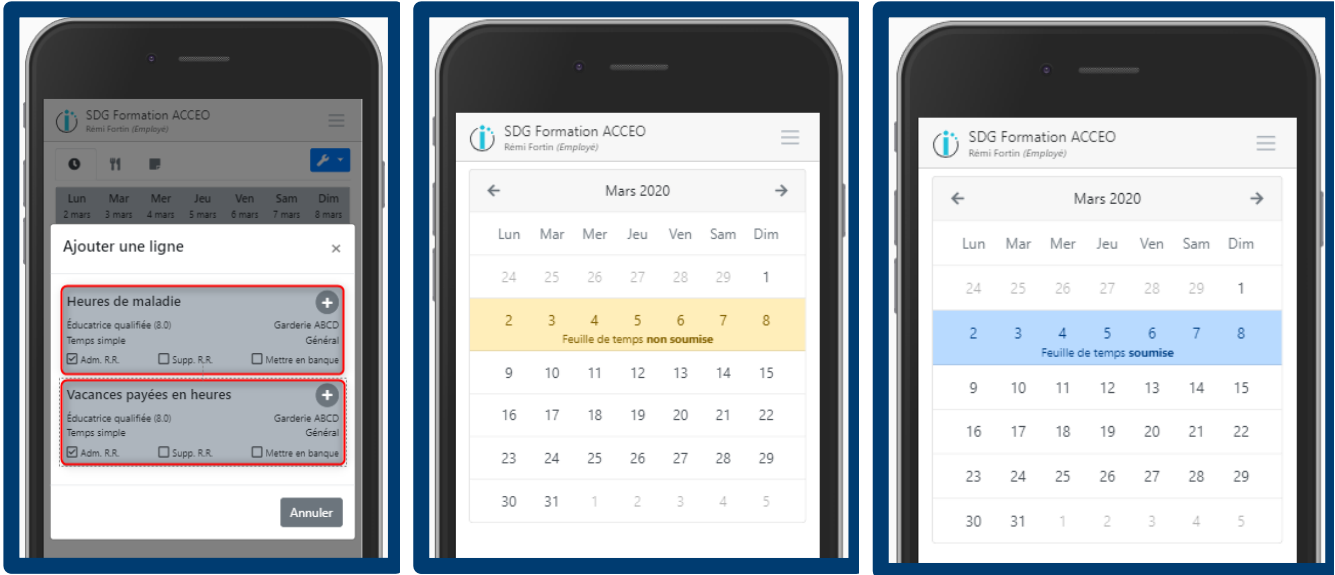 SDG Formation ACCEO
Rémi Fortin (Employé)
Lun Mar Mer Jeu Ven Sam Dim
2 mars 3 mars 4 mars 5 mars 6 mars 7 mars 8 mars
Ajouter une ligne ×
Heures de maladie
Éducatrice qualifiée (8.0) Garderie ABCD
Temps simple Général
Adm. R.R. Supp. R.R. Mettre en banque
Vacances payées en heures
Éducatrice qualifiée (8.0) Garderie ABCD
Temps simple Général
Adm. R.R. Supp. R.R. Mettre en banque
Annuler
SDG Formation ACCEO
Rémi Fortin (Employé)
Mars 2020
Lun Mar Mer Jeu Ven Sam Dim
24 25 26 27 28 29 1
2 3 4 5 6 7 8
Feuille de temps non soumise
9 10 11 12 13 14 15
16 17 18 19 20 21 22
23 24 25 26 27 28 29
30 31 1 2 3 4 5
SDG Formation ACCEO
Rémi Fortin (Employé)
Mars 2020
Lun Mar Mer Jeu Ven Sam Dim
24 25 26 27 28 29 1
2 3 4 5 6 7 8
Feuille de temps soumise
9 10 11 12 13 14 15
16 17 18 19 20 21 22
23 24 25 26 27 28 29
30 31 1 2 3 4 5